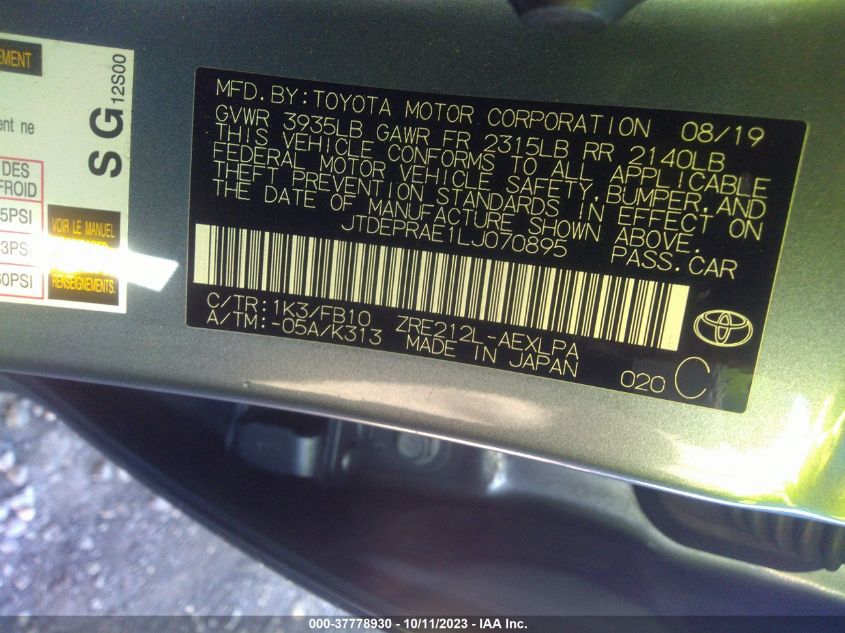 EMENT
ent ne
SG
12S00
DES
FROID
5PSI
3PSI
60PSI
VOIR LE MANUEL
RENSEIGNEMENTS.
MFD.BY:TOYOTA MOTOR CORPORATION 08/19
GVWR 3935LB GAWR FR 2315LB RR 2140LB
THIS VEHICLE CONFORMS TO ALL APPLICABLE
FEDERAL MOTOR VEHICLE SAFETY,BUMPER,AND
THEFT PREVENTION STANDARDS IN EFFECT ON
THE DATE OF MANUFACTURE SHOWN ABOVE.
JTDEPRAE1LJ070895 PASS.CAR
C/TR:1K3/FB10 ZRE212L-AEXLPA
A/TM:-05A/K313 MADE IN JAPAN
020 C
000-37778930 - 10/11/2023 - IAA Inc.